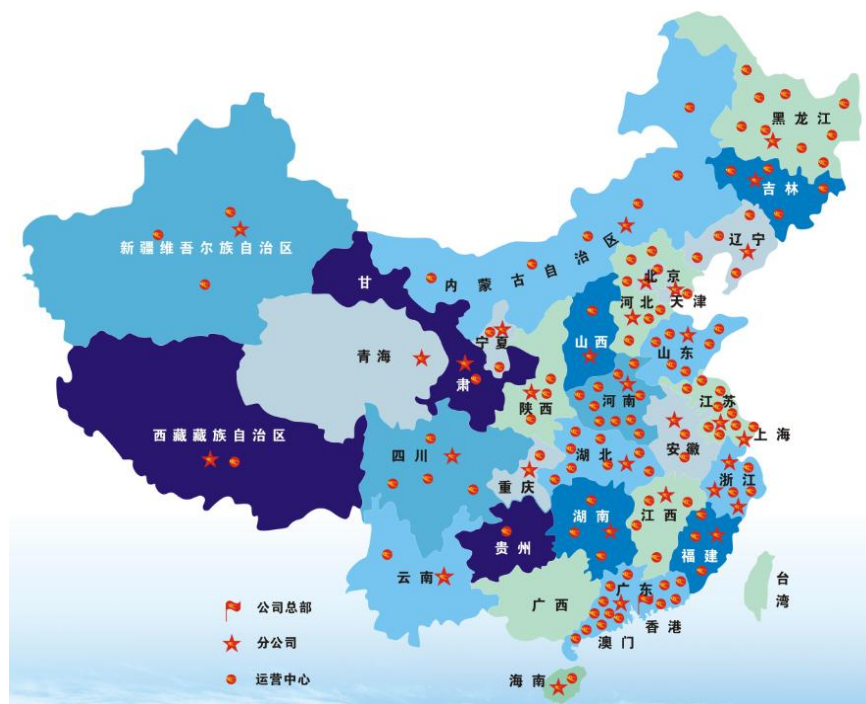 黑龙江
吉林
辽宁
新疆维吾尔族自治区
内蒙古自治区
甘
肃
北京
河北
天津
宁夏
山西
山东
青海
陕西
河南
江苏
上海
西藏藏族自治区
四川
重庆
湖北
安徽
浙江
湖南
江西
贵州
福建
云南
广西
广东
台湾
香港
澳门
海南
公司总部
分公司
运营中心